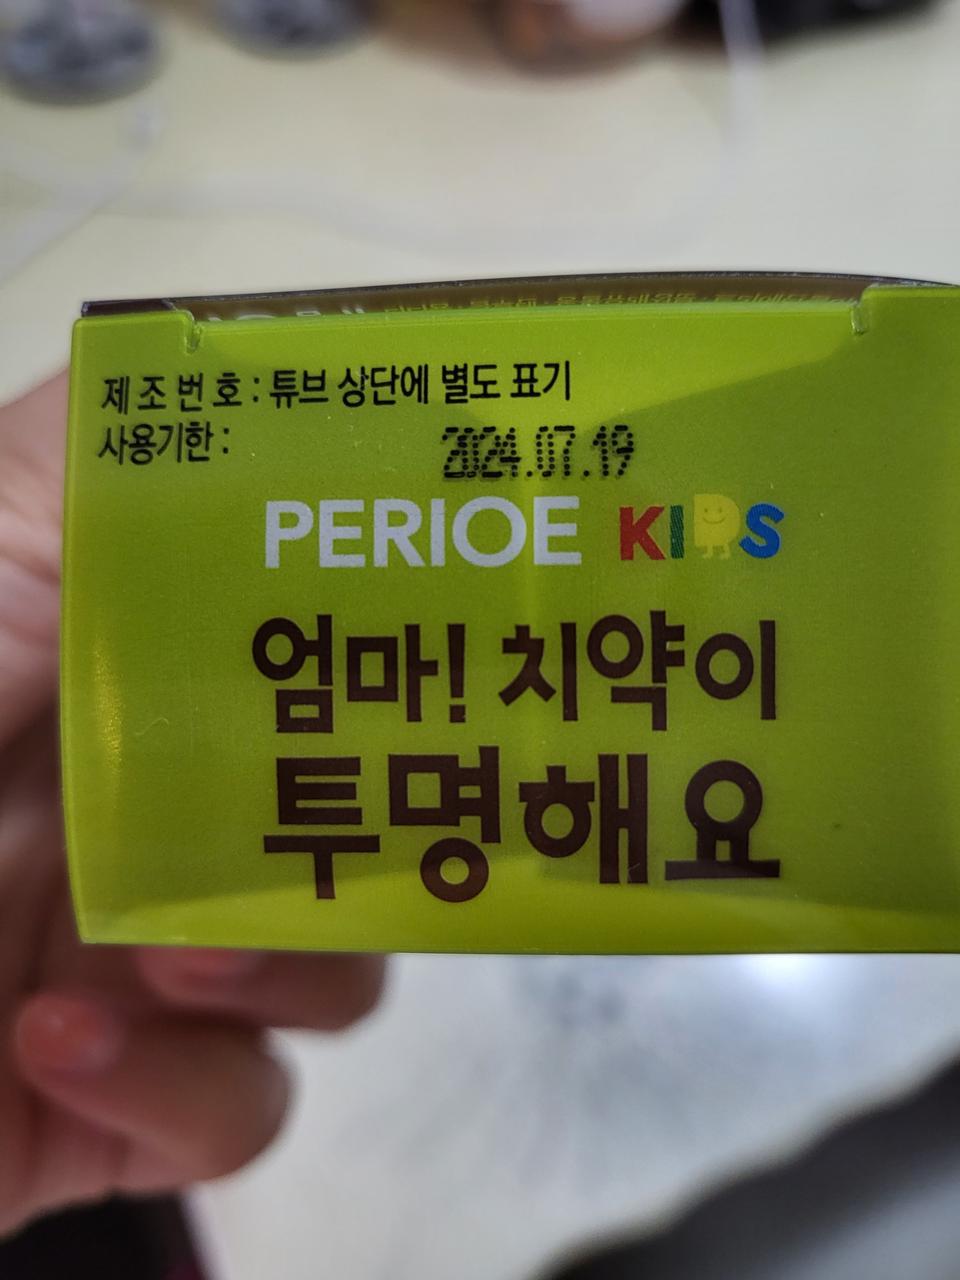 제조번호 : 튜브 상단에 별도 표기
사용기한 : 2024.07.19
PERIOE KIDS
엄마! 치약이
투명해요